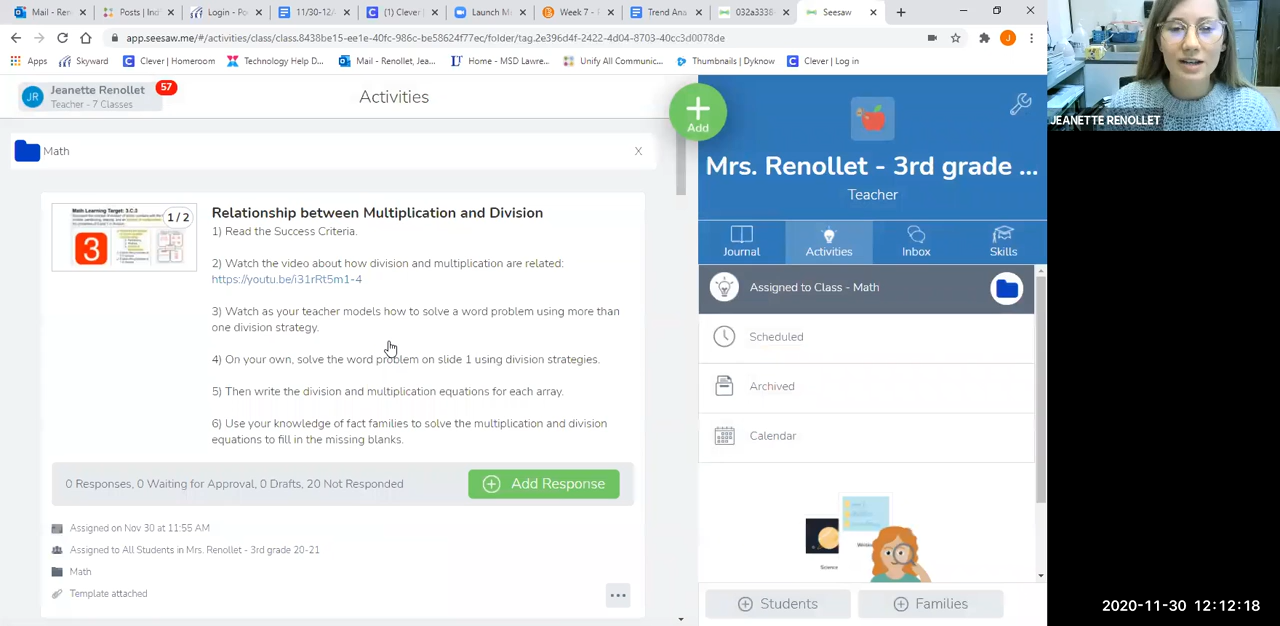 Mail - Ren
Posts | Ind
Login - Po
11/30-12/
(1) Clever
Launch M
Week 7 -
Trend Ana
032a3338
Seesaw
app.seesaw.me/#/activities/class/class.8438be15-ee1e-40fc-986c-be58624f77ec/folder/tag.2e396d4f-2422-4d04-8703-40cc3d0078de
Apps
Skyward
Clever | Homeroom
Technology Help D...
Mail - Renollet, Jea...
Home - MSD Lawre...
Unify All Communic...
Thumbnails | Dyknow
Clever | Log in
JR
Jeanette Renollet
57
Teacher - 7 Classes
Activities
Add
Math
X
Math Learning Target: 3.C.3
1 / 2
3
Relationship between Multiplication and Division
1) Read the Success Criteria.
2) Watch the video about how division and multiplication are related:
https://youtu.be/i31rRt5m1-4
3) Watch as your teacher models how to solve a word problem using more than
one division strategy.
4) On your own, solve the word problem on slide 1 using division strategies.
5) Then write the division and multiplication equations for each array.
6) Use your knowledge of fact families to solve the multiplication and division
equations to fill in the missing blanks.
0 Responses, 0 Waiting for Approval, 0 Drafts, 20 Not Responded
Add Response
Assigned on Nov 30 at 11:55 AM
Assigned to All Students in Mrs. Renollet - 3rd grade 20-21
Math
Template attached
Mrs. Renollet - 3rd grade ...
Teacher
Journal
Activities
Inbox
Skills
Assigned to Class - Math
Scheduled
Archived
Calendar
Science
Students
Families
JEANETTE RENOLLET
2020-11-30 12:12:18